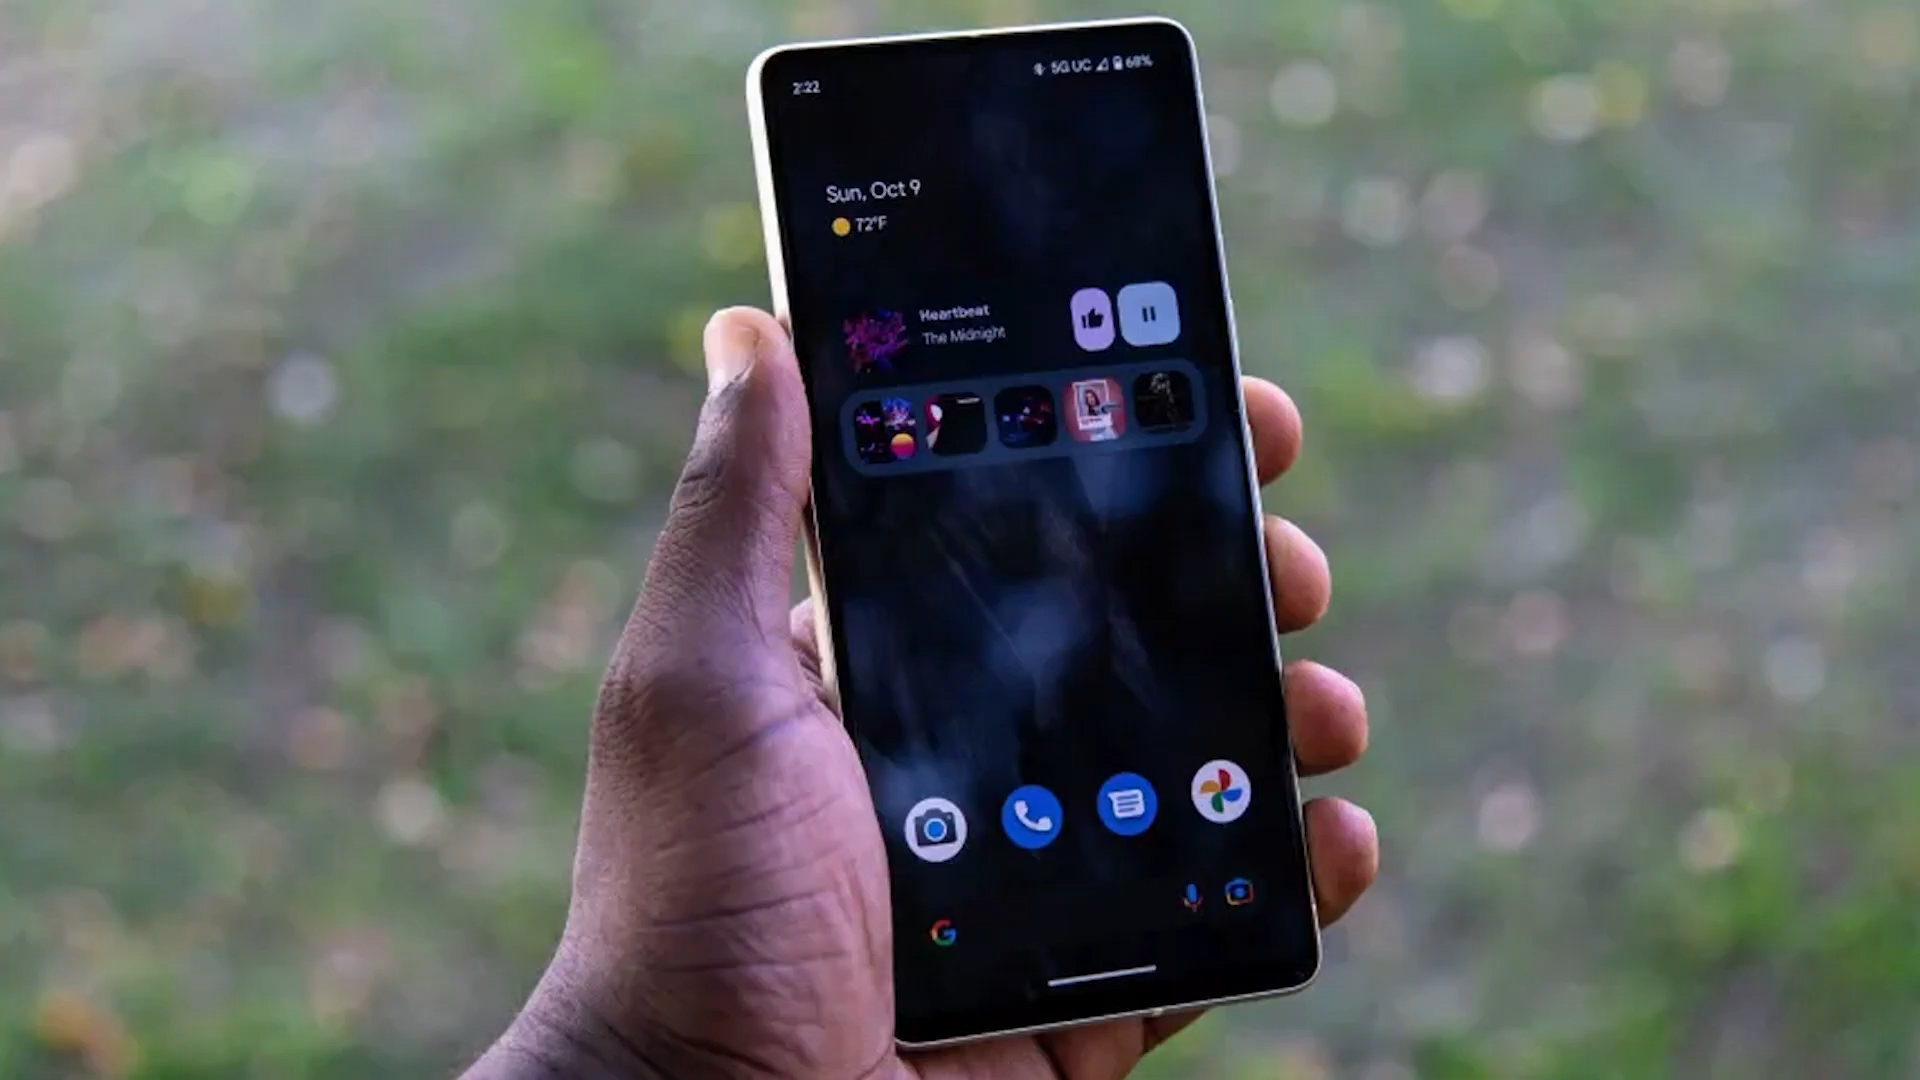 2:22
5G UC 68%
Sun, Oct 9
72°F
Heartbeat
The Midnight
G